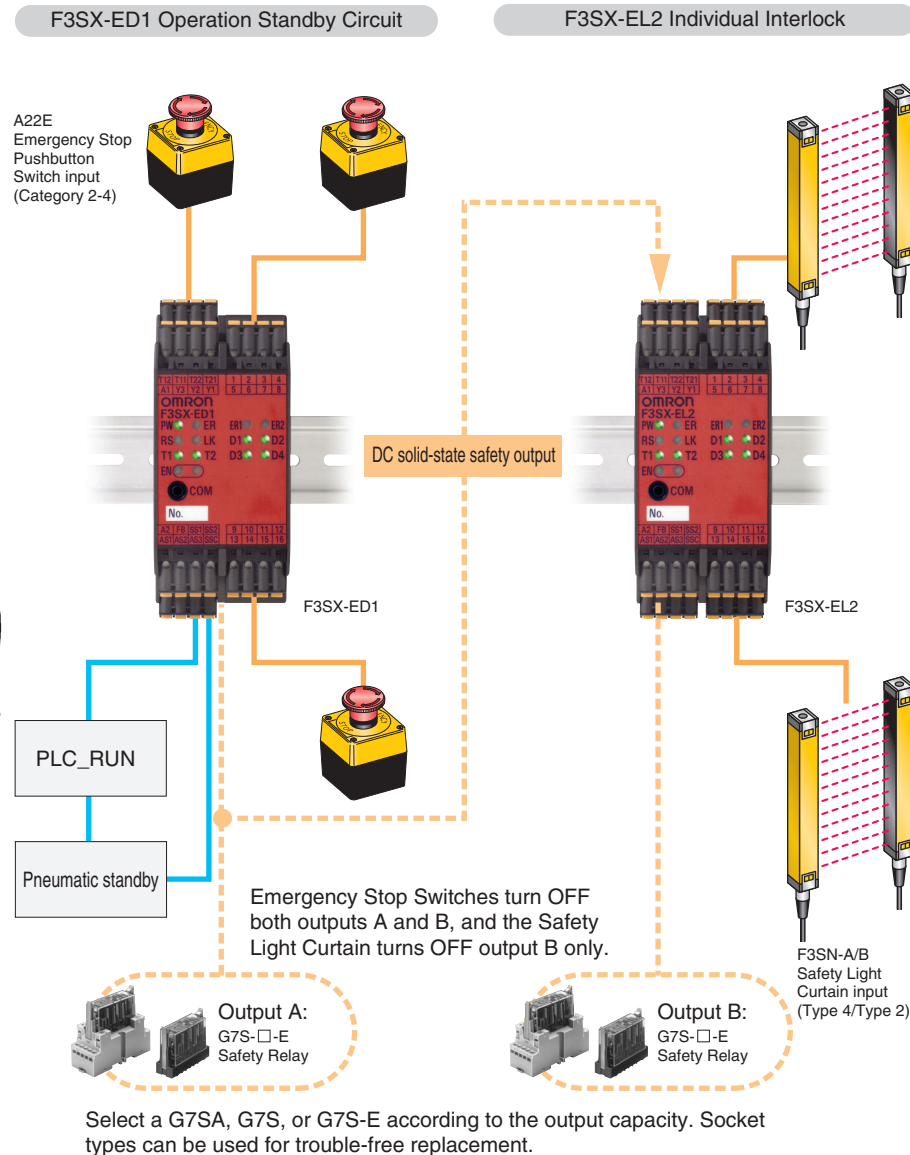 F3SX-ED1 Operation Standby Circuit
F3SX-EL2 Individual Interlock
A22E
Emergency Stop
Pushbutton
Switch input
(Category 2-4)
T12 T11 T22 T21 1 2 3 4
A1 Y3 Y2 Y1 5 6 7 8
OMRON
F3SX-ED1
PW ER ER1 ER2
RS LK D1 D2
T1 T2 D3 D4
EN
COM
No.
A2 FB SS1 SS2 9 10 11 12
AS1 AS2 AS3 SSC 13 14 15 16
F3SX-ED1
DC solid-state safety output
T12 T11 T22 T21 1 2 3 4
A1 Y3 Y2 Y1 5 6 7 8
OMRON
F3SX-EL2
PW ER ER1 ER2
RS LK D1 D2
T1 T2 D3 D4
EN
COM
No.
A2 FB SS1 SS2 9 10 11 12
AS1 AS2 AS3 SSC 13 14 15 16
F3SX-EL2
PLC_RUN
Pneumatic standby
Emergency Stop Switches turn OFF
both outputs A and B, and the Safety
Light Curtain turns OFF output B only.
F3SN-A/B
Safety Light
Curtain input
(Type 4/Type 2)
Output A:
G7S-□-E
Safety Relay
Output B:
G7S-□-E
Safety Relay
Select a G7SA, G7S, or G7S-E according to the output capacity. Socket
types can be used for trouble-free replacement.